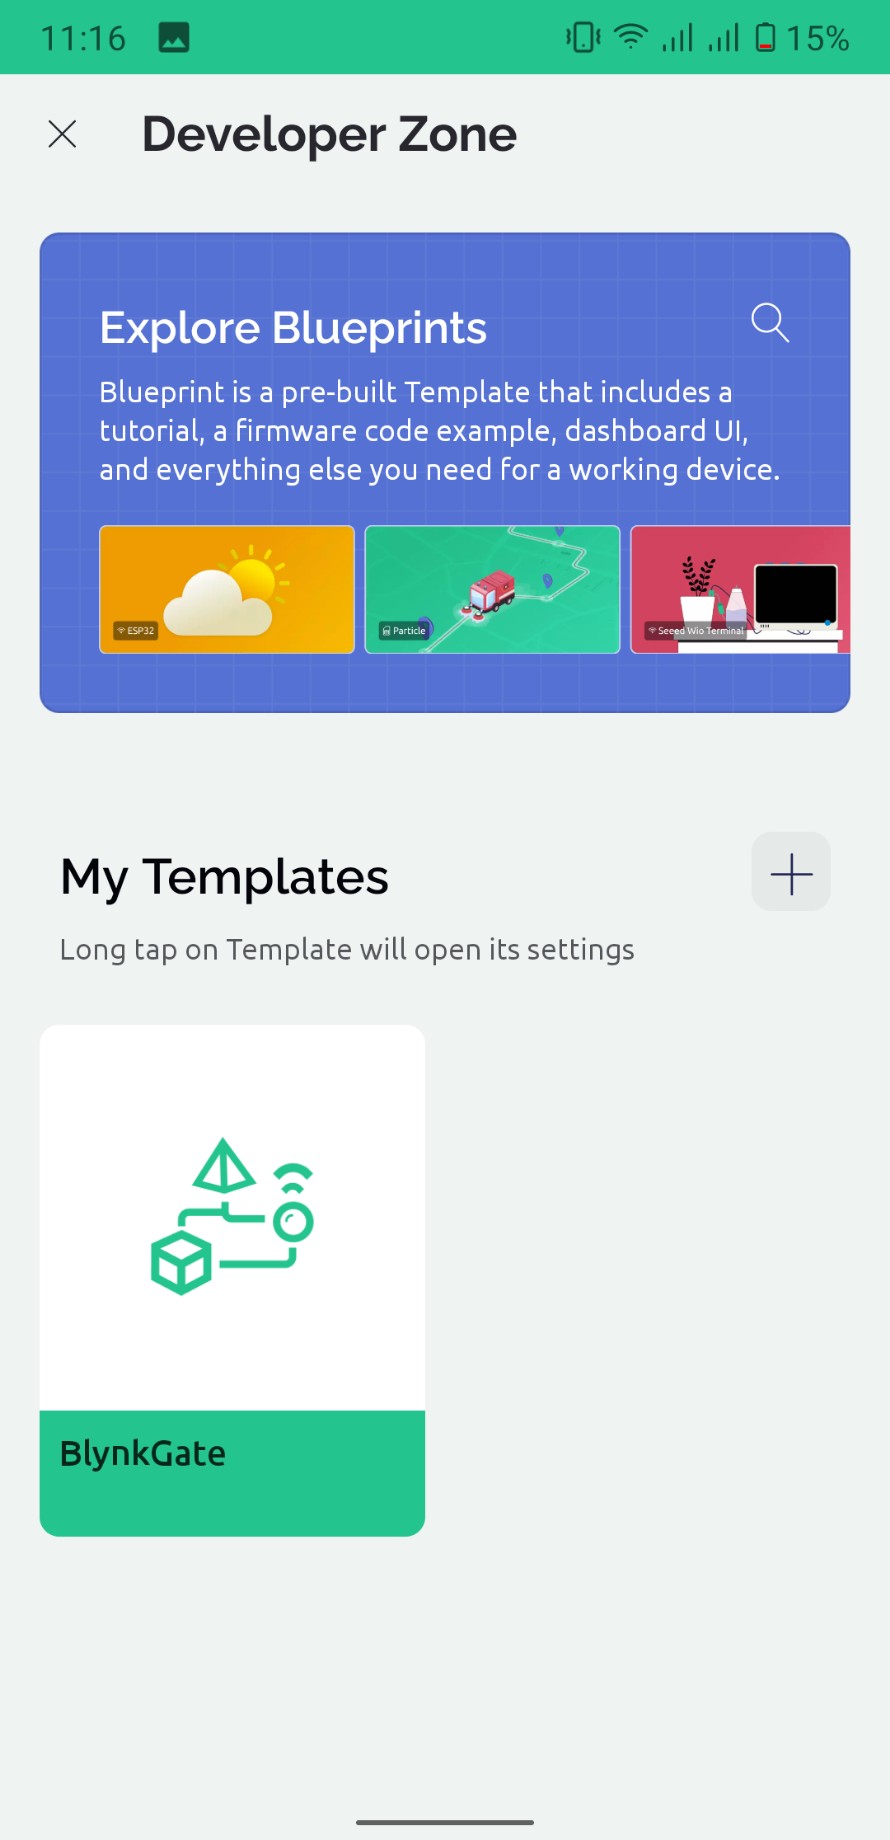 11:16
15%
Developer Zone
Explore Blueprints
Blueprint is a pre-built Template that includes a
tutorial, a firmware code example, dashboard UI,
and everything else you need for a working device.
ESP32
Particle
Seeed Wio Terminal
My Templates
Long tap on Template will open its settings
BlynkGate